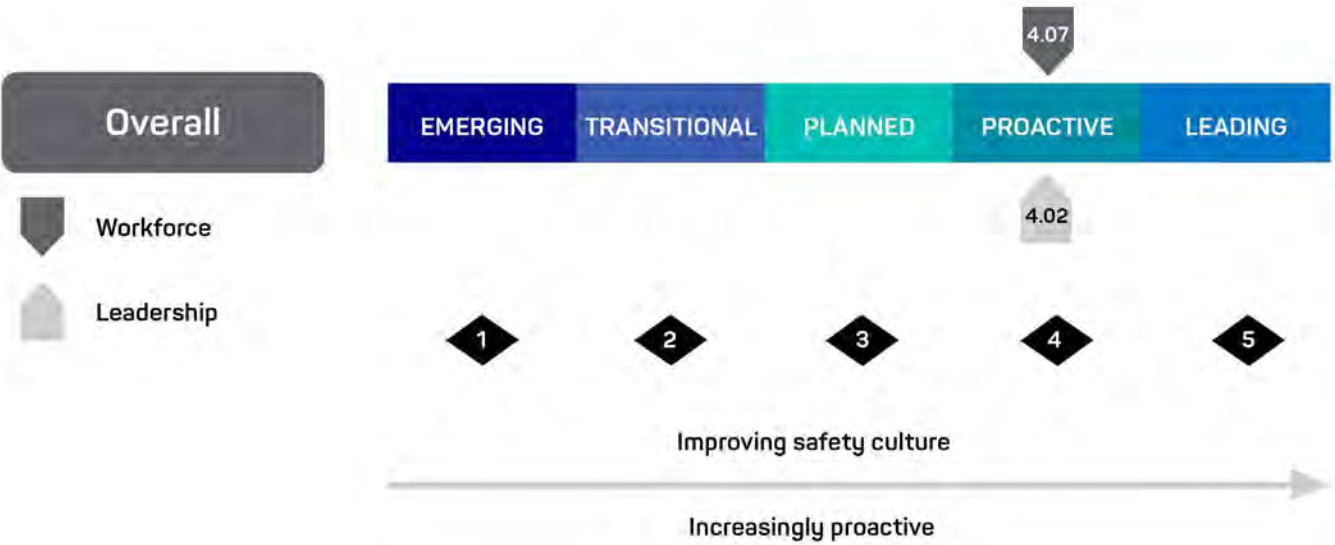 4.07
Overall
EMERGING TRANSITIONAL PLANNED PROACTIVE LEADING
Workforce
4.02
Leadership
1 2 3 4 5
Improving safety culture
Increasingly proactive